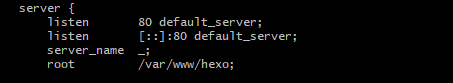 server {
    listen       80 default_server;
    listen       [::]:80 default_server;
    server_name  _;
    root         /var/www/hexo;